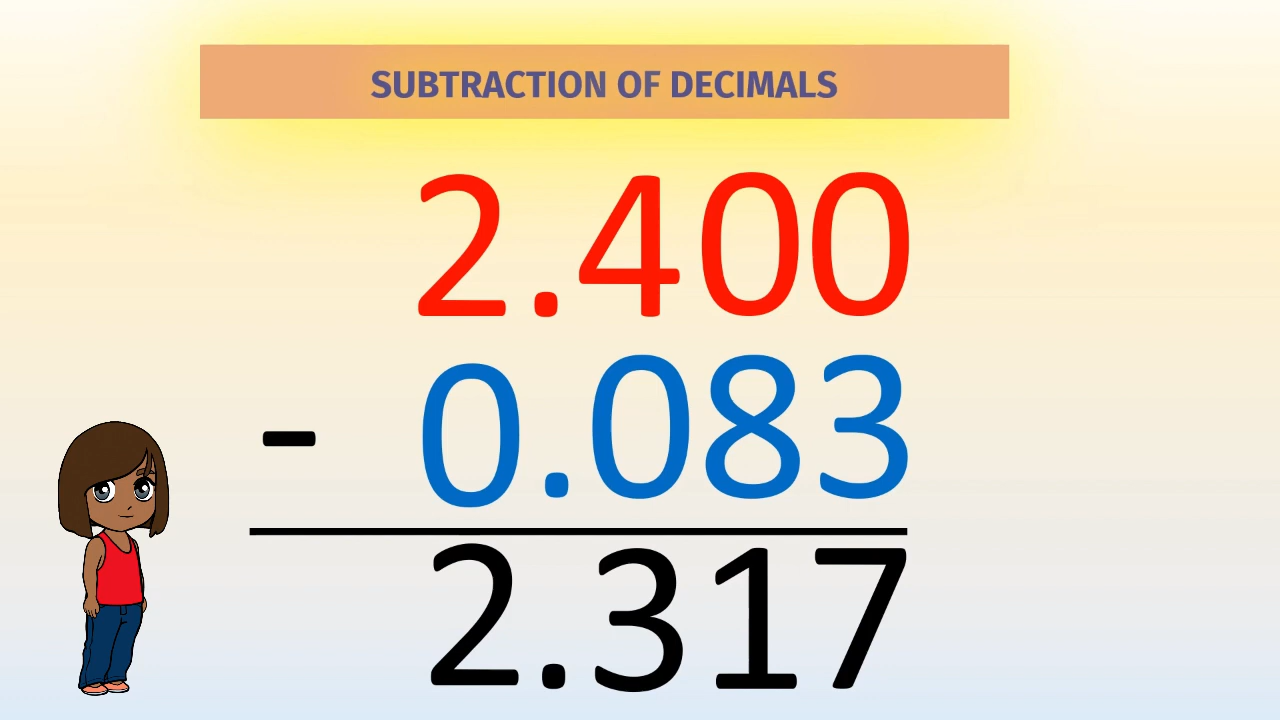 SUBTRACTION OF DECIMALS
2.400
- 0.083
2.317